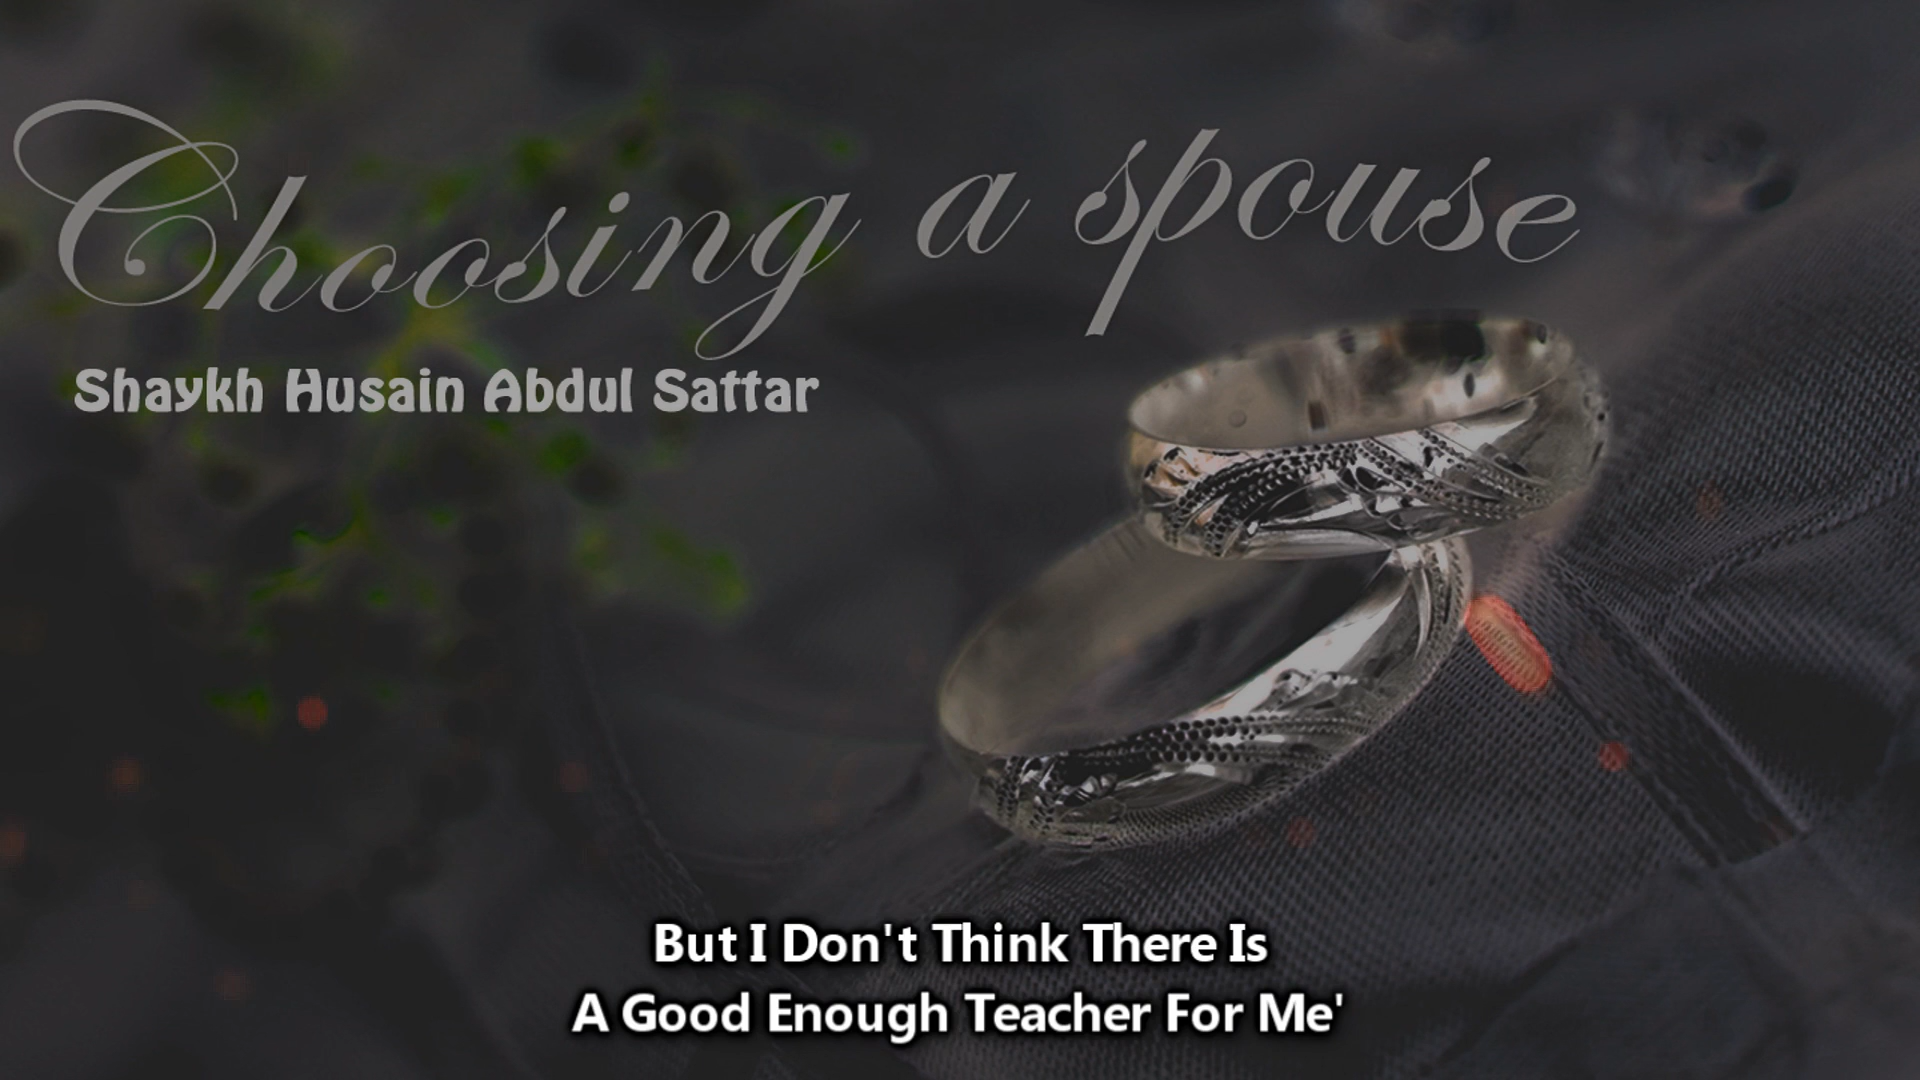 Choosing a spouse
Shaykh Husain Abdul Sattar
But I Don't Think There Is
A Good Enough Teacher For Me'